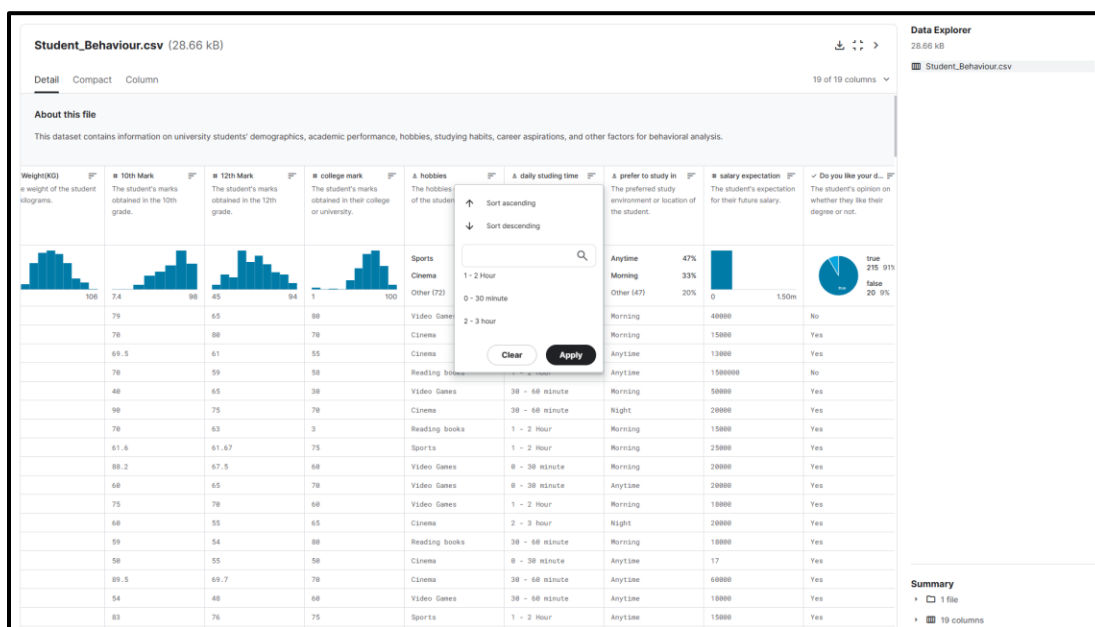 Student_Behaviour.csv (28.66 kB)
Detail Compact Column
19 of 19 columns
About this file
This dataset contains information on university students' demographics, academic performance, hobbies, studying habits, career aspirations, and other factors for behavioral analysis.
Weight(KG) # 10th Mark # 12th Mark # college mark hobbies daily studing time prefer to study in # salary expectation Do you like your d...
e weight of the student The student's marks The student's marks The student's marks The hobbies The preferred study The student's expectation The student's opinion on
kilograms. obtained in the 10th obtained in the 12th obtained in their college of the student environment or location of for their future salary. whether they like their
grade. grade. or university. the student. degree or not.
Sort ascending
Sort descending
1 - 2 Hour
0 - 30 minute
2 - 3 hour
Clear Apply
Sports
Cinema
Other (72)
Anytime 47%
Morning 33%
Other (47) 20%
true
215 91%
false
20 9%
true
106 7.4 98 45 94 1 100 0 1.50m
79 65 80 Video Games Morning 40000 No
70 80 70 Cinema Morning 15000 Yes
69.5 61 55 Cinema Anytime 13000 Yes
70 59 58 Reading books 1 - 2 Hour Anytime 1500000 No
40 65 30 Video Games 30 - 60 minute Morning 50000 Yes
90 75 70 Cinema 30 - 60 minute Night 20000 Yes
70 63 3 Reading books 1 - 2 Hour Morning 15000 Yes
61.6 61.67 75 Sports 1 - 2 Hour Morning 25000 Yes
88.2 67.5 60 Video Games 0 - 30 minute Morning 20000 Yes
60 65 70 Video Games 0 - 30 minute Anytime 20000 Yes
75 70 60 Video Games 1 - 2 Hour Morning 18000 Yes
60 55 65 Cinema 2 - 3 hour Night 20000 Yes
59 54 80 Reading books 30 - 60 minute Morning 18000 Yes
50 55 50 Cinema 0 - 30 minute Anytime 17 Yes
89.5 69.7 70 Cinema 30 - 60 minute Anytime 60000 Yes
54 48 60 Video Games 30 - 60 minute Anytime 18000 Yes
83 76 75 Sports 1 - 2 Hour Anytime 15000 Yes
Data Explorer
28.66 kB
Student_Behaviour.csv
Summary
1 file
19 columns